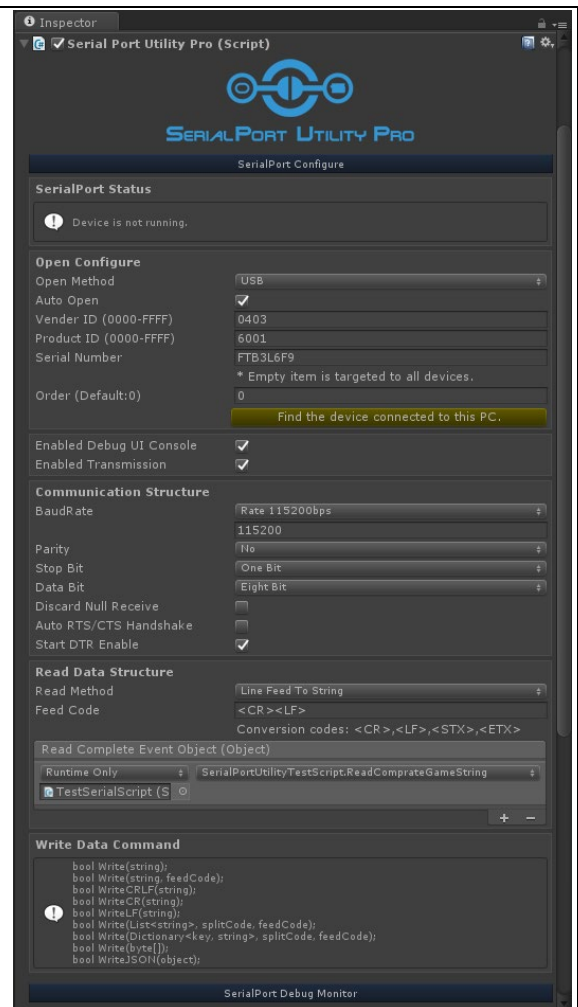 Inspector
Serial Port Utility Pro (Script)
SERIALPORT UTILITY PRO
SerialPort Configure
SerialPort Status
Device is not running.
Open Configure
Open Method USB
Auto Open
Vender ID (0000-FFFF) 0403
Product ID (0000-FFFF) 6001
Serial Number FTB3L6F9
* Empty item is targeted to all devices.
Order (Default:0) 0
Find the device connected to this PC.
Enabled Debug UI Console
Enabled Transmission
Communication Structure
BaudRate Rate 115200bps
115200
Parity No
Stop Bit One Bit
Data Bit Eight Bit
Discard Null Receive
Auto RTS/CTS Handshake
Start DTR Enable
Read Data Structure
Read Method Line Feed To String
Feed Code <CR><LF>
Conversion codes: <CR>,<LF>,<STX>,<ETX>
Read Complete Event Object (Object)
Runtime Only SerialPortUtilityTestScript.ReadComprateGameString
TestSerialScript (S
+ −
Write Data Command
bool Write(string);
bool Write(string, feedCode);
bool WriteCRLF(string);
bool WriteCR(string);
bool WriteLF(string);
bool Write(List<string>, splitCode, feedCode);
bool Write(Dictionary<key, string>, splitCode, feedCode);
bool Write(byte[]);
bool WriteJSON(object);
SerialPort Debug Monitor